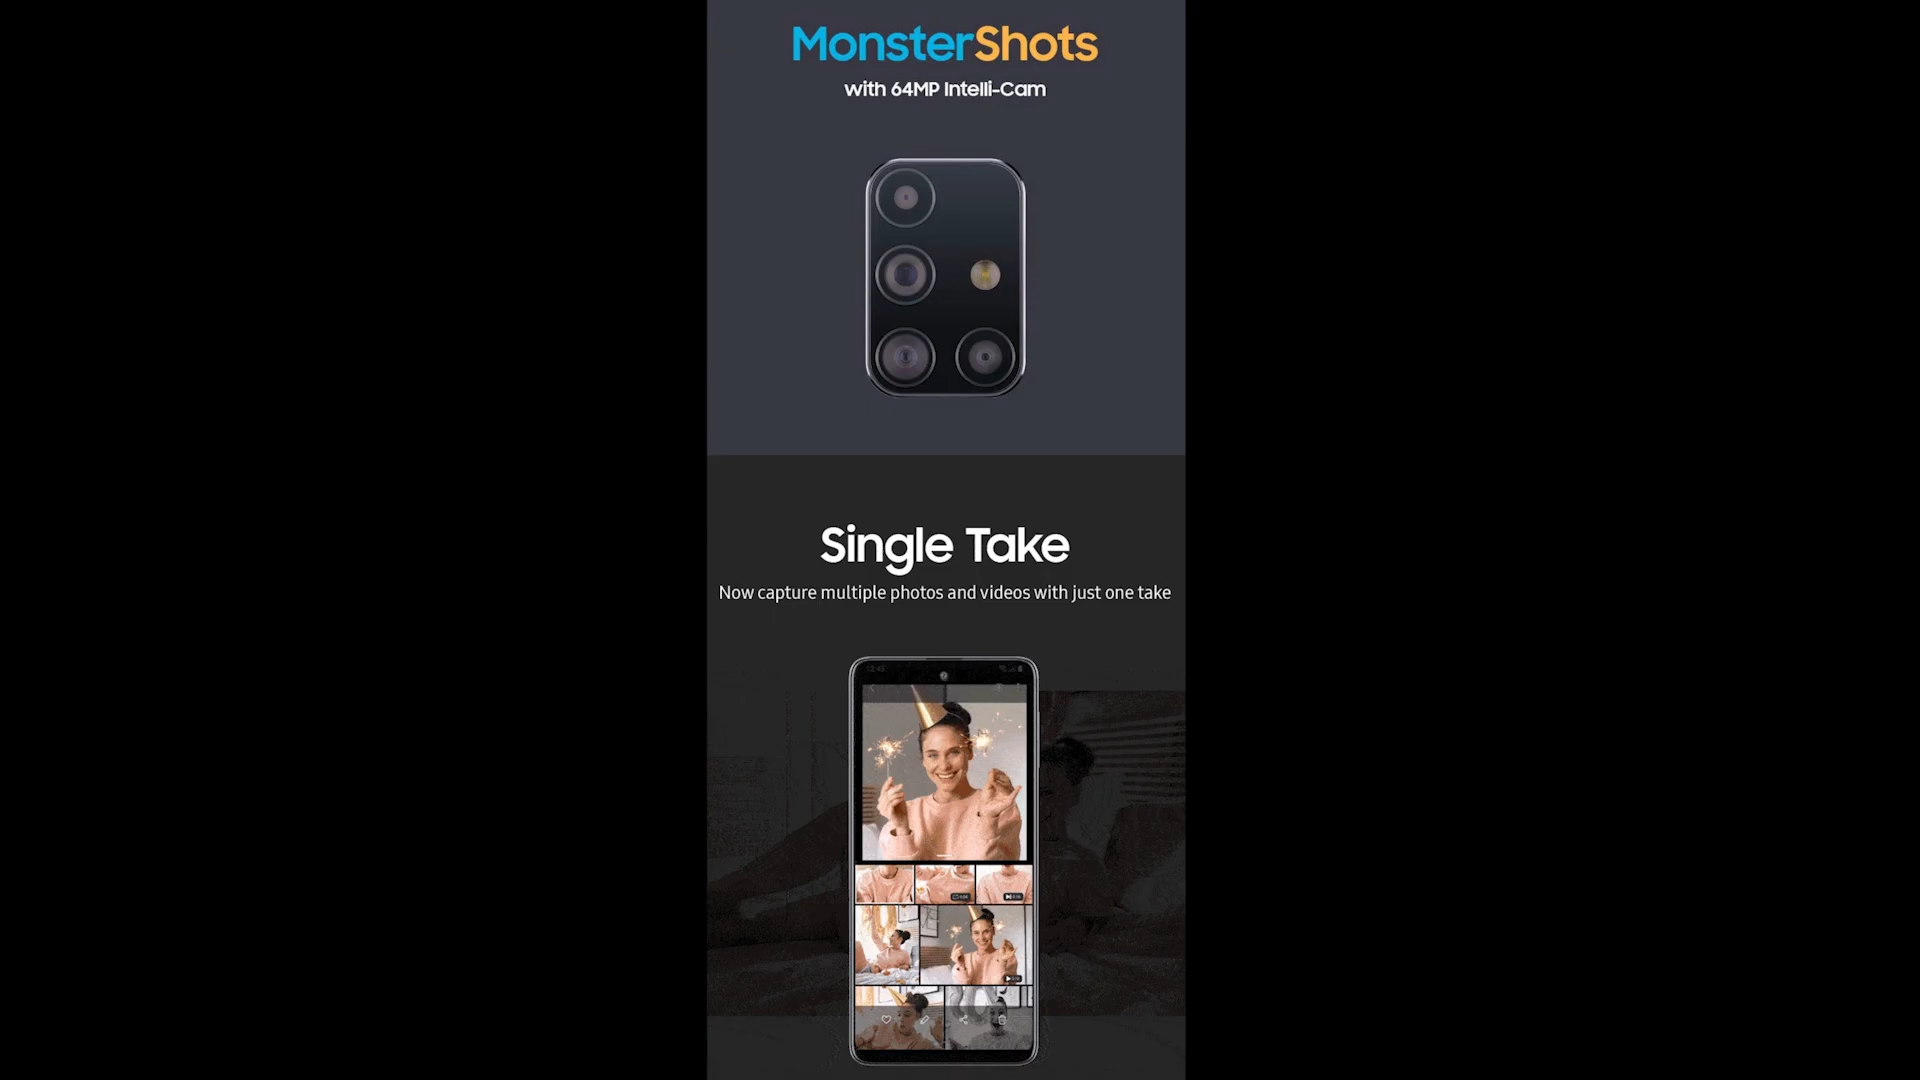 MonsterShots
with 64MP Intelli-Cam
Single Take
Now capture multiple photos and videos with just one take